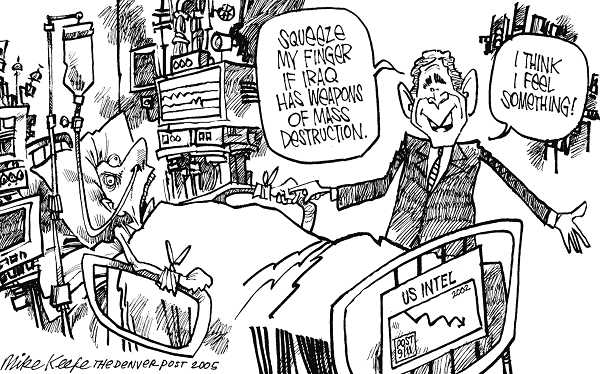 SQUEEZE
MY FINGER
IF IRAQ
HAS WEAPONS
OF MASS
DESTRUCTION.
I THINK
I FEEL
SOMETHING!
US INTEL
2002
POST
9/11
Mike Keefe THE DENVER POST 2005